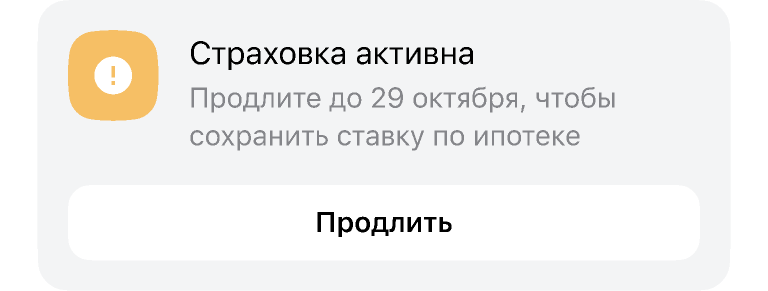 Страховка активна
Продлите до 29 октября, чтобы
сохранить ставку по ипотеке
Продлить